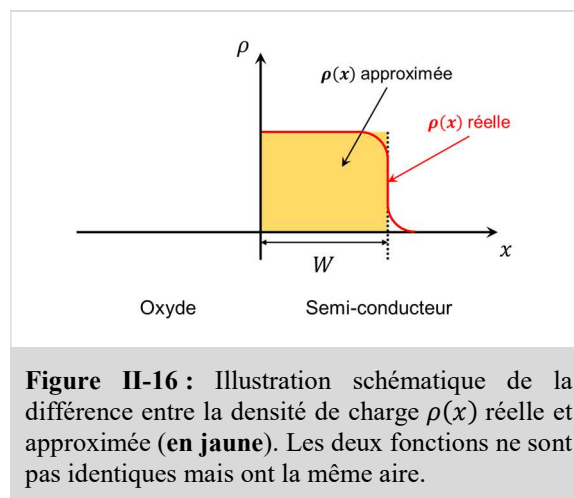 ρ
ρ(x) approximée
ρ(x) réelle
W
x
Oxyde
Semi-conducteur
Figure II-16 : Illustration schématique de la
différence entre la densité de charge ρ(x) réelle et
approximée (en jaune). Les deux fonctions ne sont
pas identiques mais ont la même aire.